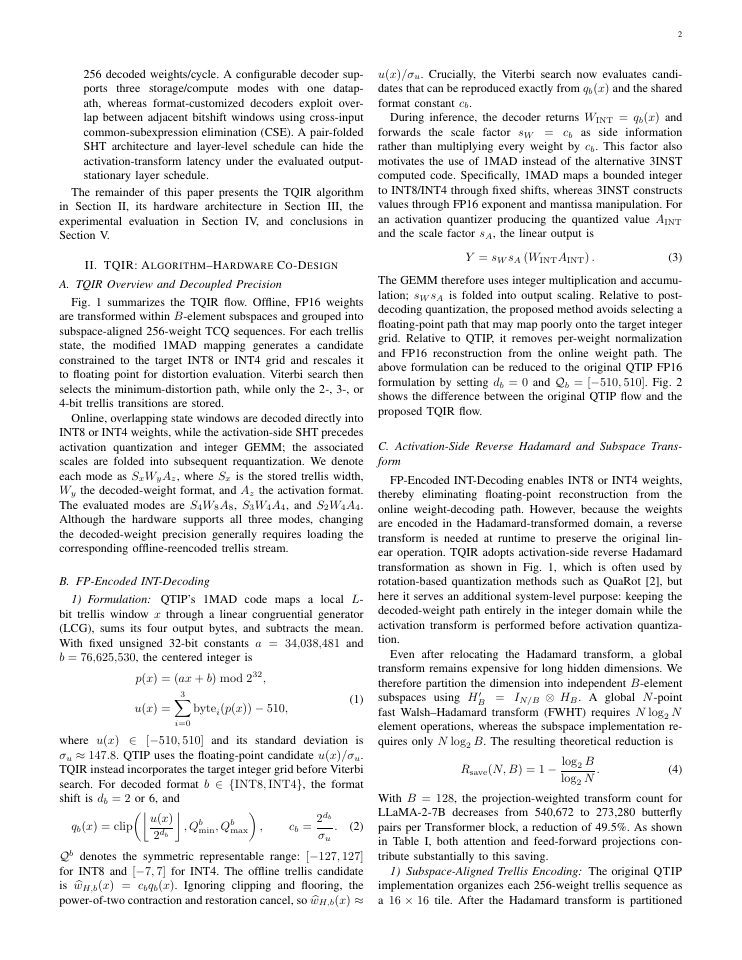 2
256 decoded weights/cycle. A configurable decoder sup-
ports three storage/compute modes with one datap-
ath, whereas format-customized decoders exploit over-
lap between adjacent bitshift windows using cross-input
common-subexpression elimination (CSE). A pair-folded
SHT architecture and layer-level schedule can hide the
activation-transform latency under the evaluated output-
stationary layer schedule.
The remainder of this paper presents the TQIR algorithm
in Section II, its hardware architecture in Section III, the
experimental evaluation in Section IV, and conclusions in
Section V.
II. TQIR: ALGORITHM–HARDWARE CO-DESIGN
A. TQIR Overview and Decoupled Precision
Fig. 1 summarizes the TQIR flow. Offline, FP16 weights
are transformed within B-element subspaces and grouped into
subspace-aligned 256-weight TCQ sequences. For each trellis
state, the modified 1MAD mapping generates a candidate
constrained to the target INT8 or INT4 grid and rescales it
to floating point for distortion evaluation. Viterbi search then
selects the minimum-distortion path, while only the 2-, 3-, or
4-bit trellis transitions are stored.
Online, overlapping state windows are decoded directly into
INT8 or INT4 weights, while the activation-side SHT precedes
activation quantization and integer GEMM; the associated
scales are folded into subsequent requantization. We denote
each mode as SₓWᵧA_z, where Sₓ is the stored trellis width,
Wᵧ the decoded-weight format, and A_z the activation format.
The evaluated modes are S₄W₈A₈, S₃W₄A₄, and S₂W₄A₄.
Although the hardware supports all three modes, changing
the decoded-weight precision generally requires loading the
corresponding offline-reencoded trellis stream.
B. FP-Encoded INT-Decoding
1) Formulation: QTIP's 1MAD code maps a local L-
bit trellis window x through a linear congruential generator
(LCG), sums its four output bytes, and subtracts the mean.
With fixed unsigned 32-bit constants a = 34,038,481 and
b = 76,625,530, the centered integer is
p(x) = (ax + b) mod 2³²,
u(x) = ∑_{i=0}^{3} byte_i(p(x)) − 510, (1)
where u(x) ∈ [−510, 510] and its standard deviation is
σ_u ≈ 147.8. QTIP uses the floating-point candidate u(x)/σ_u.
TQIR instead incorporates the target integer grid before Viterbi
search. For decoded format b ∈ {INT8, INT4}, the format
shift is d_b = 2 or 6, and
q_b(x) = clip(⌊u(x)/2^{d_b}⌋, Q^b_min, Q^b_max), c_b = 2^{d_b}/σ_u. (2)
Q^b denotes the symmetric representable range: [−127, 127]
for INT8 and [−7, 7] for INT4. The offline trellis candidate
is ŵ_{H,b}(x) = c_b q_b(x). Ignoring clipping and flooring, the
power-of-two contraction and restoration cancel, so ŵ_{H,b}(x) ≈
u(x)/σ_u. Crucially, the Viterbi search now evaluates candi-
dates that can be reproduced exactly from q_b(x) and the shared
format constant c_b.
During inference, the decoder returns W_INT = q_b(x) and
forwards the scale factor s_W = c_b as side information
rather than multiplying every weight by c_b. This factor also
motivates the use of 1MAD instead of the alternative 3INST
computed code. Specifically, 1MAD maps a bounded integer
to INT8/INT4 through fixed shifts, whereas 3INST constructs
values through FP16 exponent and mantissa manipulation. For
an activation quantizer producing the quantized value A_INT
and the scale factor s_A, the linear output is
Y = s_W s_A (W_INT A_INT) . (3)
The GEMM therefore uses integer multiplication and accumu-
lation; s_W s_A is folded into output scaling. Relative to post-
decoding quantization, the proposed method avoids selecting a
floating-point path that may map poorly onto the target integer
grid. Relative to QTIP, it removes per-weight normalization
and FP16 reconstruction from the online weight path. The
above formulation can be reduced to the original QTIP FP16
formulation by setting d_b = 0 and Q_b = [−510, 510]. Fig. 2
shows the difference between the original QTIP flow and the
proposed TQIR flow.
C. Activation-Side Reverse Hadamard and Subspace Trans-
form
FP-Encoded INT-Decoding enables INT8 or INT4 weights,
thereby eliminating floating-point reconstruction from the
online weight-decoding path. However, because the weights
are encoded in the Hadamard-transformed domain, a reverse
transform is needed at runtime to preserve the original lin-
ear operation. TQIR adopts activation-side reverse Hadamard
transformation as shown in Fig. 1, which is often used by
rotation-based quantization methods such as QuaRot [2], but
here it serves an additional system-level purpose: keeping the
decoded-weight path entirely in the integer domain while the
activation transform is performed before activation quantiza-
tion.
Even after relocating the Hadamard transform, a global
transform remains expensive for long hidden dimensions. We
therefore partition the dimension into independent B-element
subspaces using H′_B = I_{N/B} ⊗ H_B. A global N-point
fast Walsh–Hadamard transform (FWHT) requires N log₂ N
element operations, whereas the subspace implementation re-
quires only N log₂ B. The resulting theoretical reduction is
R_save(N, B) = 1 − log₂ B / log₂ N. (4)
With B = 128, the projection-weighted transform count for
LLaMA-2-7B decreases from 540,672 to 273,280 butterfly
pairs per Transformer block, a reduction of 49.5%. As shown
in Table I, both attention and feed-forward projections con-
tribute substantially to this saving.
1) Subspace-Aligned Trellis Encoding: The original QTIP
implementation organizes each 256-weight trellis sequence as
a 16 × 16 tile. After the Hadamard transform is partitioned